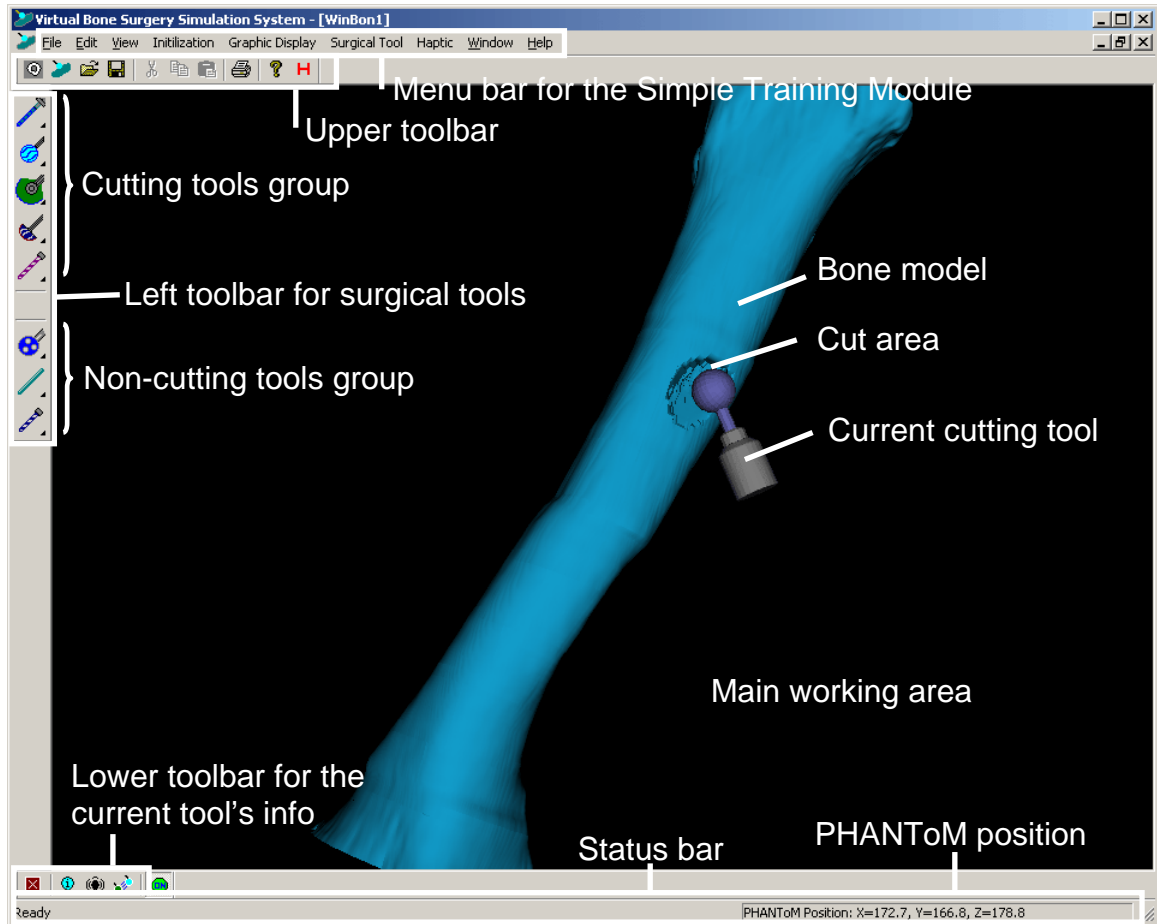 Virtual Bone Surgery Simulation System - [WinBon1]
File Edit View Initilization Graphic Display Surgical Tool Haptic Window Help
H
Menu bar for the Simple Training Module
Upper toolbar
Cutting tools group
Bone model
Left toolbar for surgical tools
Cut area
Non-cutting tools group
Current cutting tool
Main working area
Lower toolbar for the
current tool's info
Status bar
PHANToM position
ON
Ready
PHANToM Position: X=172.7, Y=166.8, Z=178.8